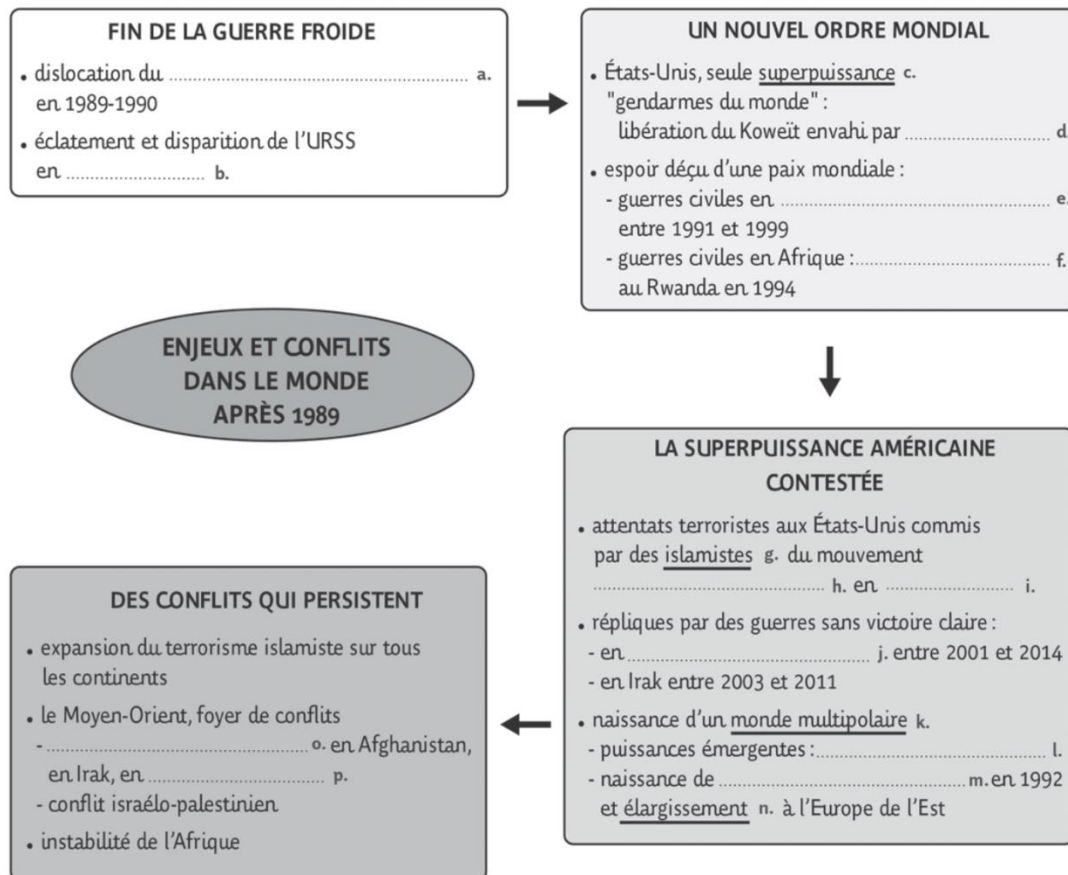 FIN DE LA GUERRE FROIDE
• dislocation du ........................ a.
en 1989-1990
• éclatement et disparition de l'URSS
en ............ b.
UN NOUVEL ORDRE MONDIAL
• États-Unis, seule superpuissance c.
"gendarmes du monde" :
libération du Koweït envahi par ............ d.
• espoir déçu d'une paix mondiale :
- guerres civiles en ........................ e.
entre 1991 et 1999
- guerres civiles en Afrique : ............ f.
au Rwanda en 1994
ENJEUX ET CONFLITS
DANS LE MONDE
APRÈS 1989
LA SUPERPUISSANCE AMÉRICAINE
CONTESTÉE
• attentats terroristes aux États-Unis commis
par des islamistes g. du mouvement
............ h. en ............ i.
• répliques par des guerres sans victoire claire :
- en ............ j. entre 2001 et 2014
- en Irak entre 2003 et 2011
• naissance d'un monde multipolaire k.
- puissances émergentes : ............ l.
- naissance de ............ m. en 1992
et élargissement n. à l'Europe de l'Est
DES CONFLITS QUI PERSISTENT
• expansion du terrorisme islamiste sur tous
les continents
• le Moyen-Orient, foyer de conflits
- ............ o. en Afghanistan,
en Irak, en ............ p.
- conflit israélo-palestinien
• instabilité de l'Afrique